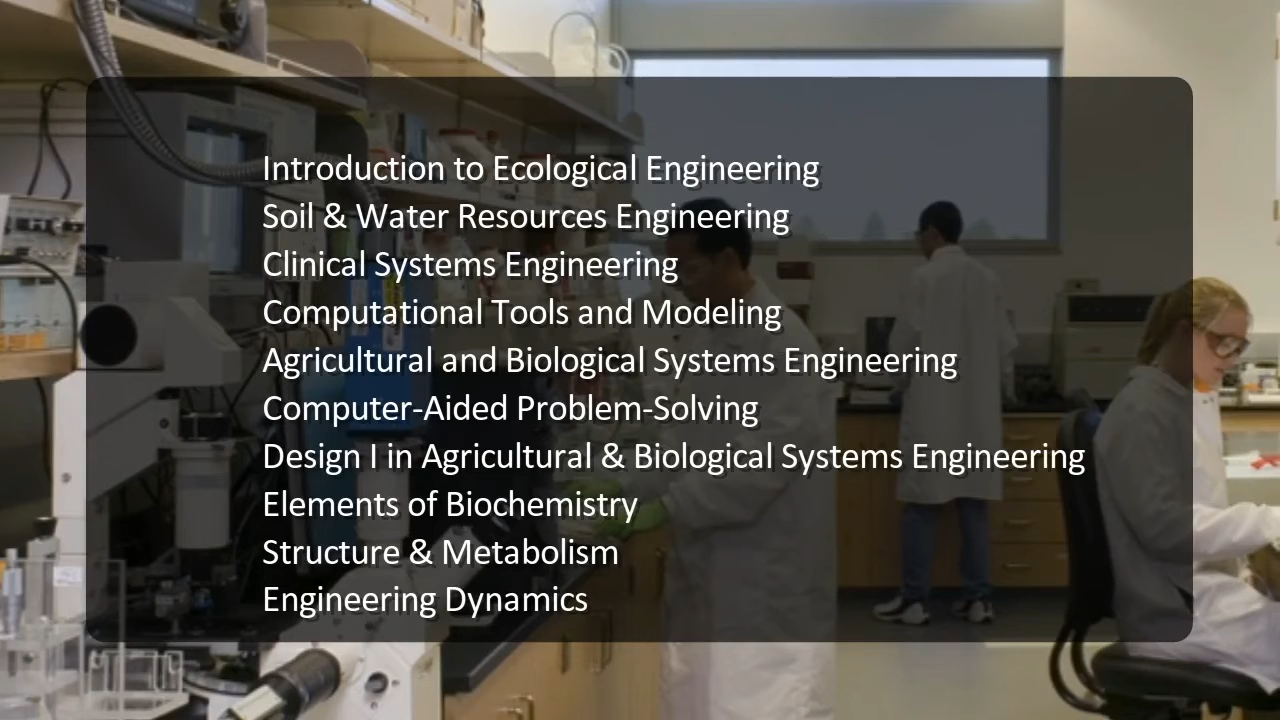 Introduction to Ecological Engineering
Soil & Water Resources Engineering
Clinical Systems Engineering
Computational Tools and Modeling
Agricultural and Biological Systems Engineering
Computer-Aided Problem-Solving
Design I in Agricultural & Biological Systems Engineering
Elements of Biochemistry
Structure & Metabolism
Engineering Dynamics